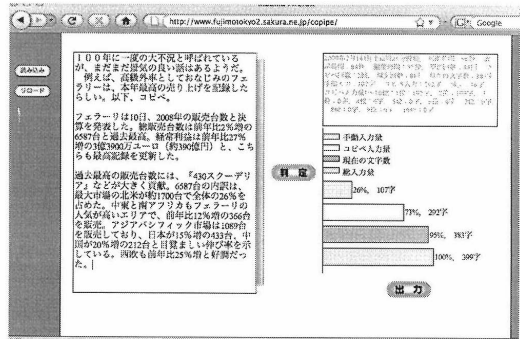 http://www.fujimotokyo2.sakura.ne.jp/copipe/
Google
読み込み
リロード
１００年に一度の大不況と呼ばれている
が、まだまだ景気の良い話はあるようだ。
例えば、高級外車としておなじみのフェ
ラーリは、本年最高の売り上げを記録した
らしい。以下、コピペ。
フェラーリは10日、2008年の販売台数と決
算を発表した。総販売台数は前年比2%増の
6587台と過去最高。経常利益は前年比27%
増の3億3900万ユーロ（約390億円）と、こち
らも最高記録を更新した。
過去最高の販売台数には、『430スクーデリ
ア』などが大きく貢献。6587台の内訳は、
最大市場の北米が約1700台で全体の26%を
占めた。中東と南アフリカもフェラーリの
人気が高いエリアで、前年比12%増の366台
を販売。アジアパシフィック市場は1089台
を販売しており、日本が15%増の433台、中
国が20%増の212台と目覚ましい伸び率を示
している。西欧も前年比25%増と好調だっ
た。
判 定
手動入力量
コピペ入力量
現在の文字数
総入力量
26%, 107字
73%, 292字
95%, 383字
100%, 399字
出 力